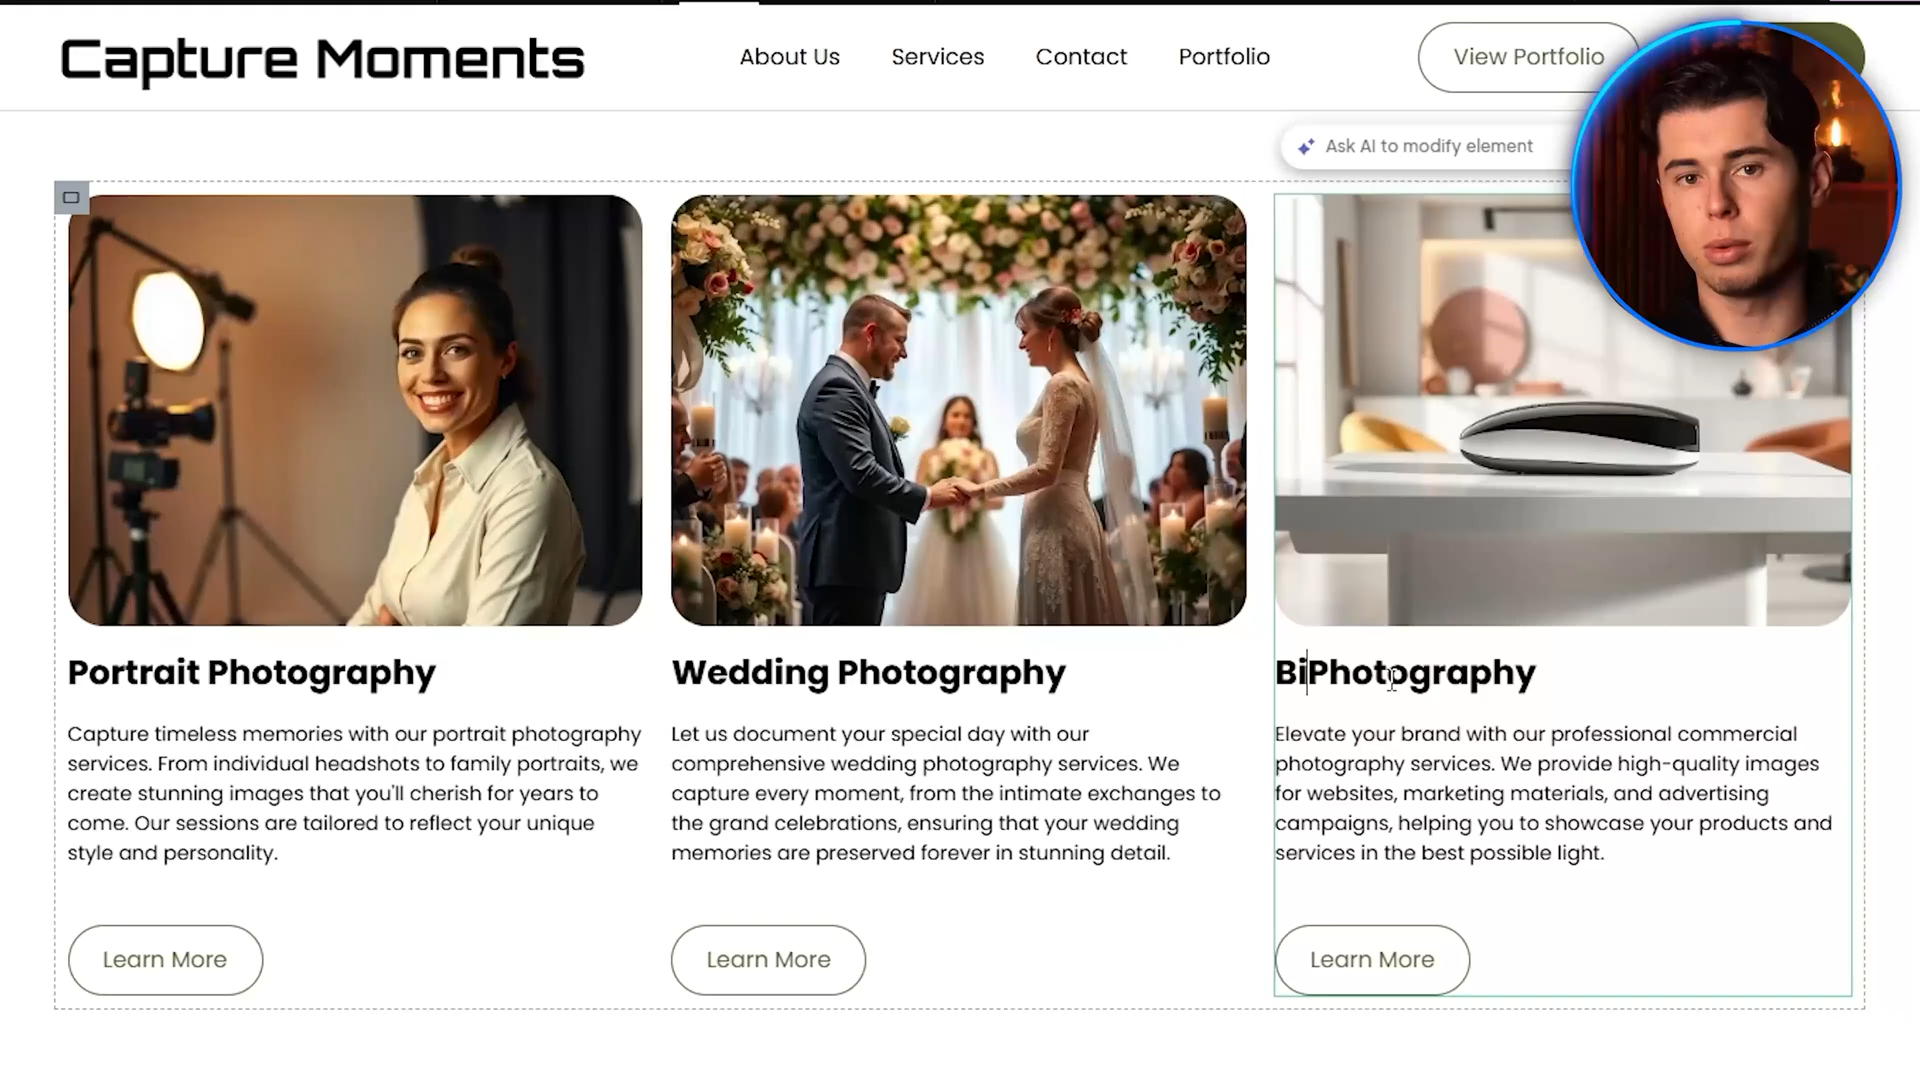 Capture Moments
About Us Services Contact Portfolio View Portfolio
Ask AI to modify element
Portrait Photography
Capture timeless memories with our portrait photography
services. From individual headshots to family portraits, we
create stunning images that you'll cherish for years to
come. Our sessions are tailored to reflect your unique
style and personality.
Learn More
Wedding Photography
Let us document your special day with our
comprehensive wedding photography services. We
capture every moment, from the intimate exchanges to
the grand celebrations, ensuring that your wedding
memories are preserved forever in stunning detail.
Learn More
BiPhotography
Elevate your brand with our professional commercial
photography services. We provide high-quality images
for websites, marketing materials, and advertising
campaigns, helping you to showcase your products and
services in the best possible light.
Learn More